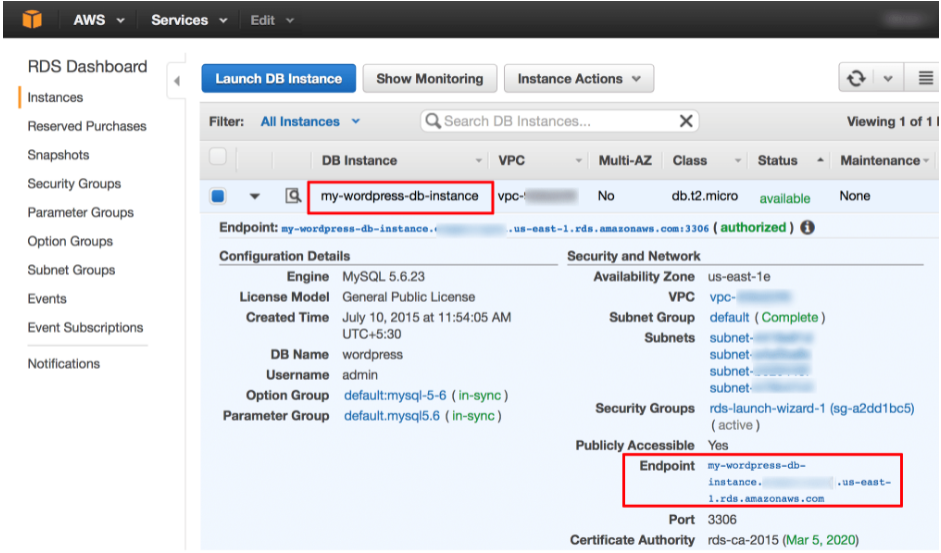 AWS Services Edit
RDS Dashboard
Instances
Reserved Purchases
Snapshots
Security Groups
Parameter Groups
Option Groups
Subnet Groups
Events
Event Subscriptions
Notifications
Launch DB Instance Show Monitoring Instance Actions
Filter: All Instances Search DB Instances... Viewing 1 of 1
DB Instance VPC Multi-AZ Class Status Maintenance
my-wordpress-db-instance vpc- No db.t2.micro available None
Endpoint: my-wordpress-db-instance. .us-east-1.rds.amazonaws.com:3306 ( authorized )
Configuration Details
Engine MySQL 5.6.23
License Model General Public License
Created Time July 10, 2015 at 11:54:05 AM
UTC+5:30
DB Name wordpress
Username admin
Option Group default:mysql-5-6 ( in-sync )
Parameter Group default.mysql5.6 ( in-sync )
Security and Network
Availability Zone us-east-1e
VPC vpc-
Subnet Group default ( Complete )
Subnets subnet-
subnet-
subnet-
subnet-
Security Groups rds-launch-wizard-1 (sg-a2dd1bc5)
( active )
Publicly Accessible Yes
Endpoint my-wordpress-db-
instance. .us-east-
1.rds.amazonaws.com
Port 3306
Certificate Authority rds-ca-2015 (Mar 5, 2020)